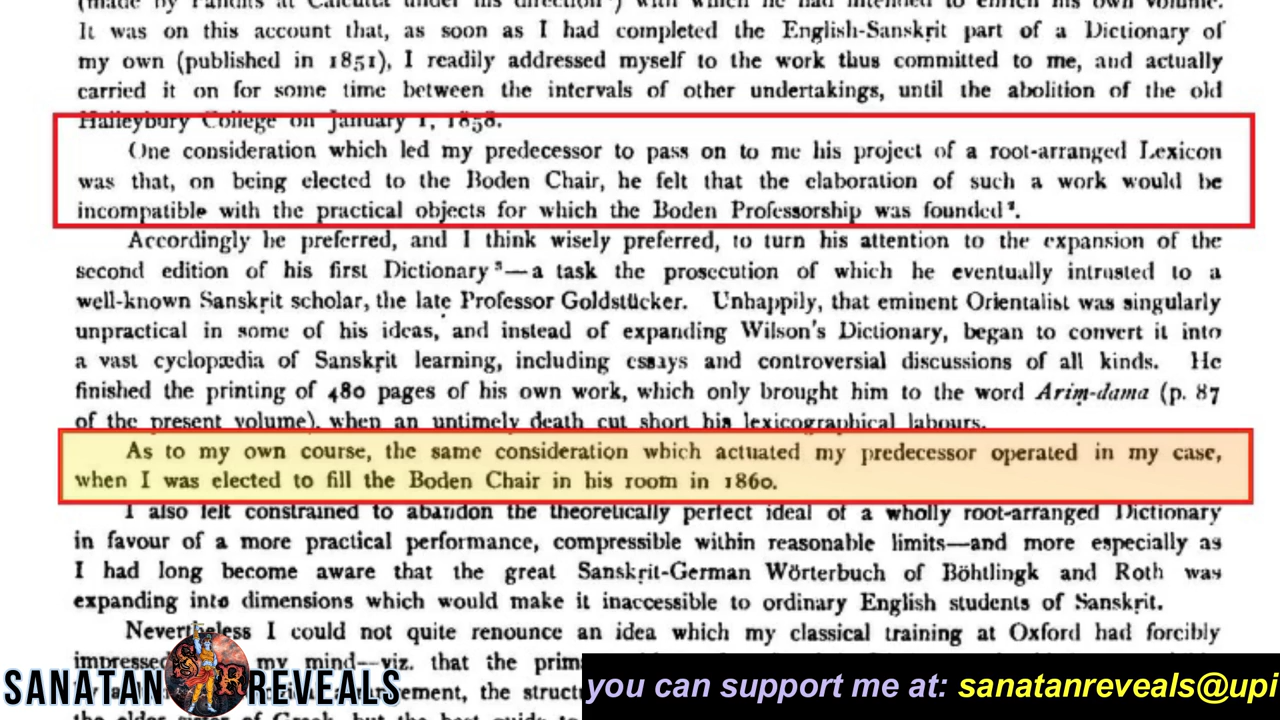 (made by Pandits at Calcutta under his direction¹) with which he had intended to enrich his own volume.
It was on this account that, as soon as I had completed the English-Sanskṛit part of a Dictionary of
my own (published in 1851), I readily addressed myself to the work thus committed to me, and actually
carried it on for some time between the intervals of other undertakings, until the abolition of the old
Haileybury College on January 1, 1858.
One consideration which led my predecessor to pass on to me his project of a root-arranged Lexicon
was that, on being elected to the Boden Chair, he felt that the elaboration of such a work would be
incompatible with the practical objects for which the Boden Professorship was founded².
Accordingly he preferred, and I think wisely preferred, to turn his attention to the expansion of the
second edition of his first Dictionary³—a task the prosecution of which he eventually intrusted to a
well-known Sanskṛit scholar, the late Professor Goldstücker. Unhappily, that eminent Orientalist was singularly
unpractical in some of his ideas, and instead of expanding Wilson's Dictionary, began to convert it into
a vast cyclopædia of Sanskṛit learning, including essays and controversial discussions of all kinds. He
finished the printing of 480 pages of his own work, which only brought him to the word Ariṃ-dama (p. 87
of the present volume), when an untimely death cut short his lexicographical labours.
As to my own course, the same consideration which actuated my predecessor operated in my case,
when I was elected to fill the Boden Chair in his room in 1860.
I also felt constrained to abandon the theoretically perfect ideal of a wholly root-arranged Dictionary
in favour of a more practical performance, compressible within reasonable limits—and more especially as
I had long become aware that the great Sanskṛit-German Wörterbuch of Böhtlingk and Roth was
expanding into dimensions which would make it inaccessible to ordinary English students of Sanskṛit.
Nevertheless I could not quite renounce an idea which my classical training at Oxford had forcibly
impressed my mind—viz. that the
SANATAN REVEALS
you can support me at: sanatanreveals@upi